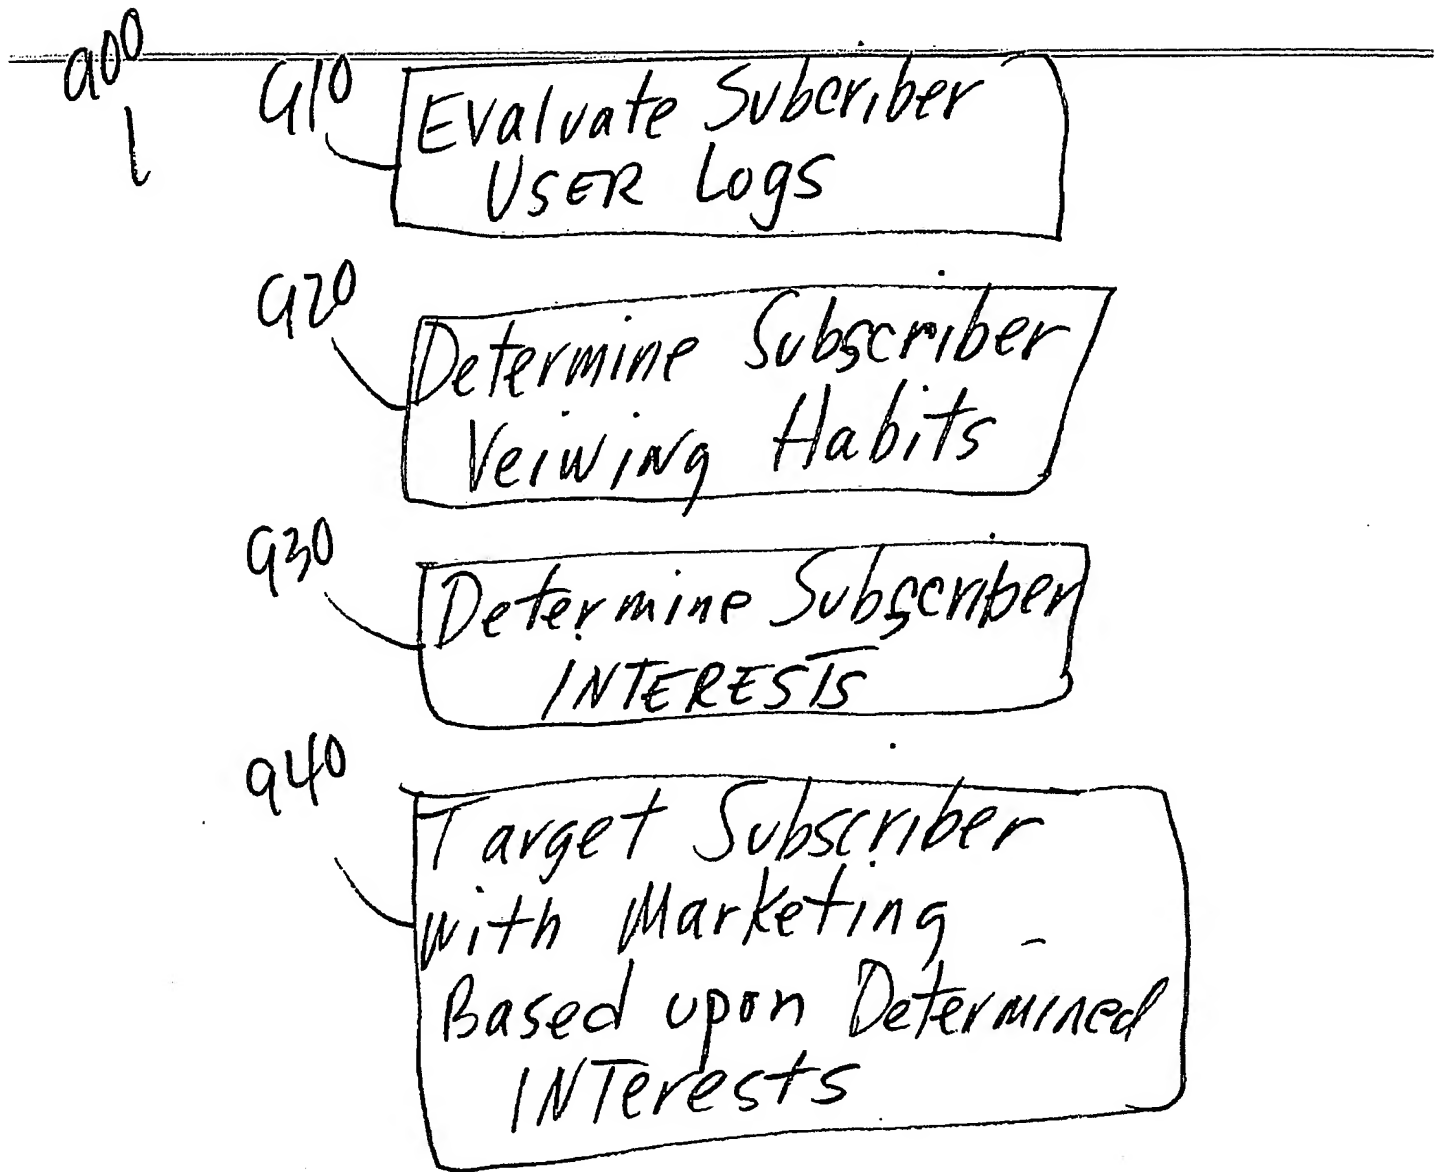 900
910
Evaluate Subcriber
USER Logs
920
Determine Subscriber
Veiwing Habits
930
Determine Subscriber
INTERESTS
940
Target Subscriber
with Marketing
Based upon Determined
INTerests